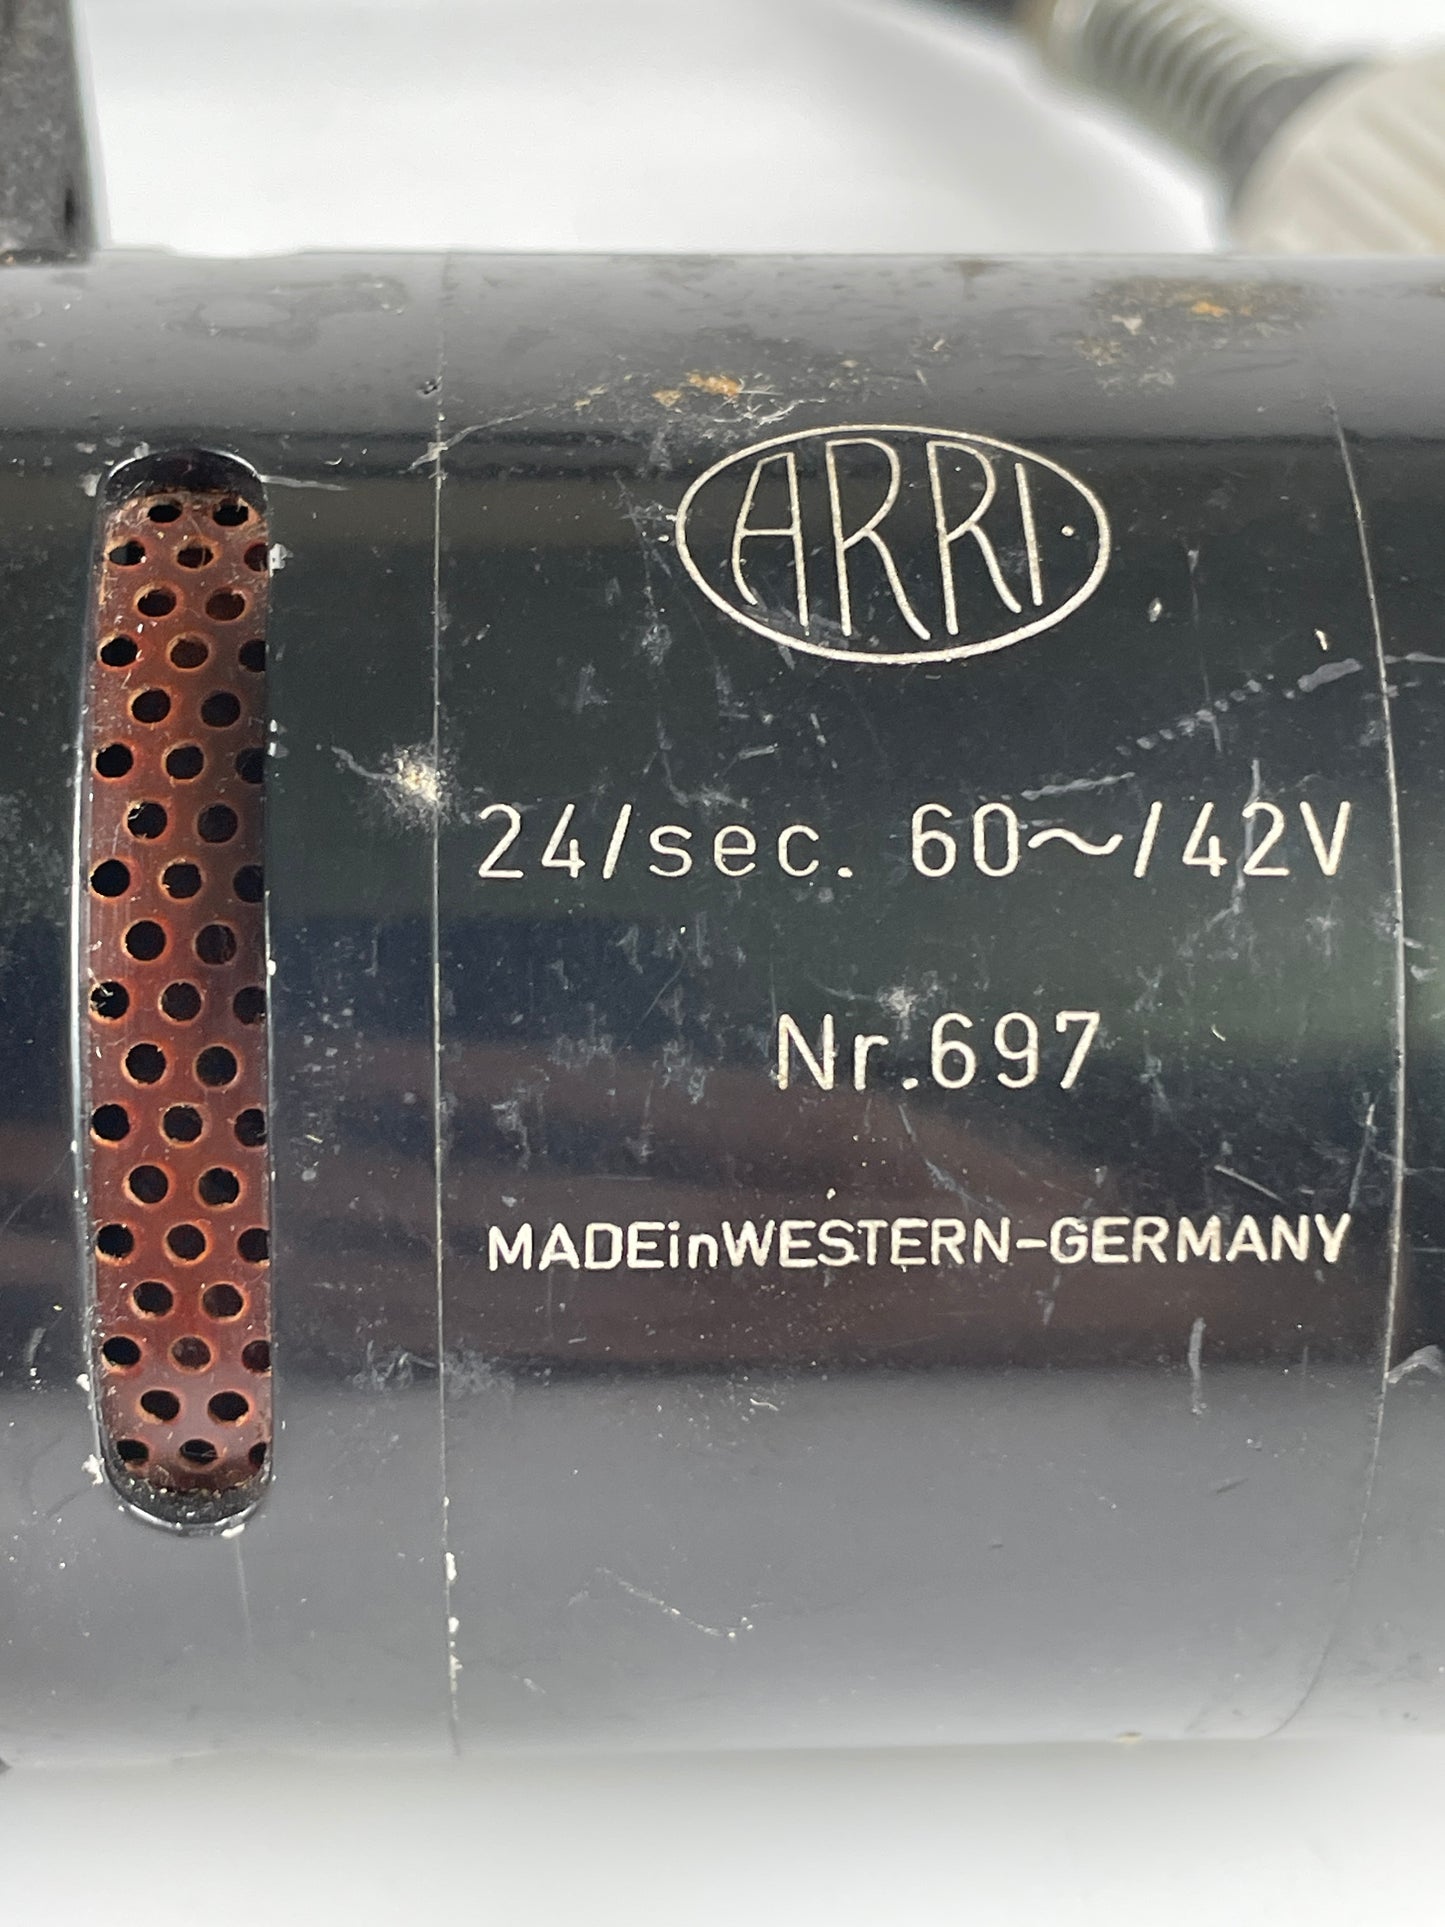 ARRI
24/sec. 60~/42V
Nr.697
MADEinWESTERN-GERMANY